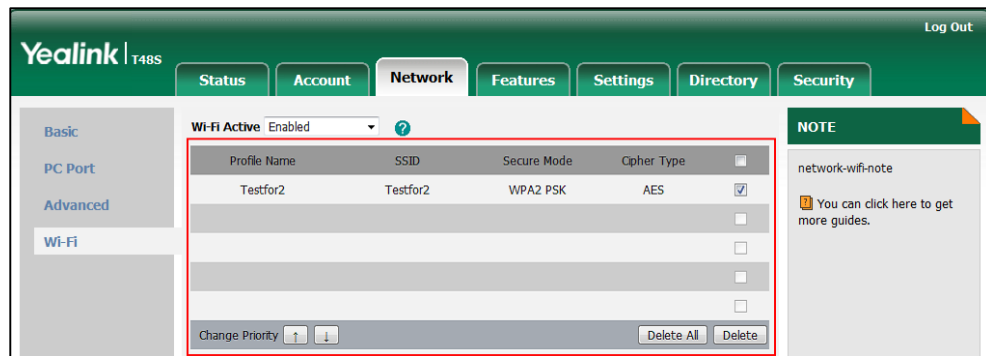 Log Out
Yealink T48S
Status Account Network Features Settings Directory Security
Basic
PC Port
Advanced
Wi-Fi
Wi-Fi Active Enabled ?
Profile Name SSID Secure Mode Cipher Type
Testfor2 Testfor2 WPA2 PSK AES
Change Priority ↑ ↓ Delete All Delete
NOTE
network-wifi-note
? You can click here to get
more guides.